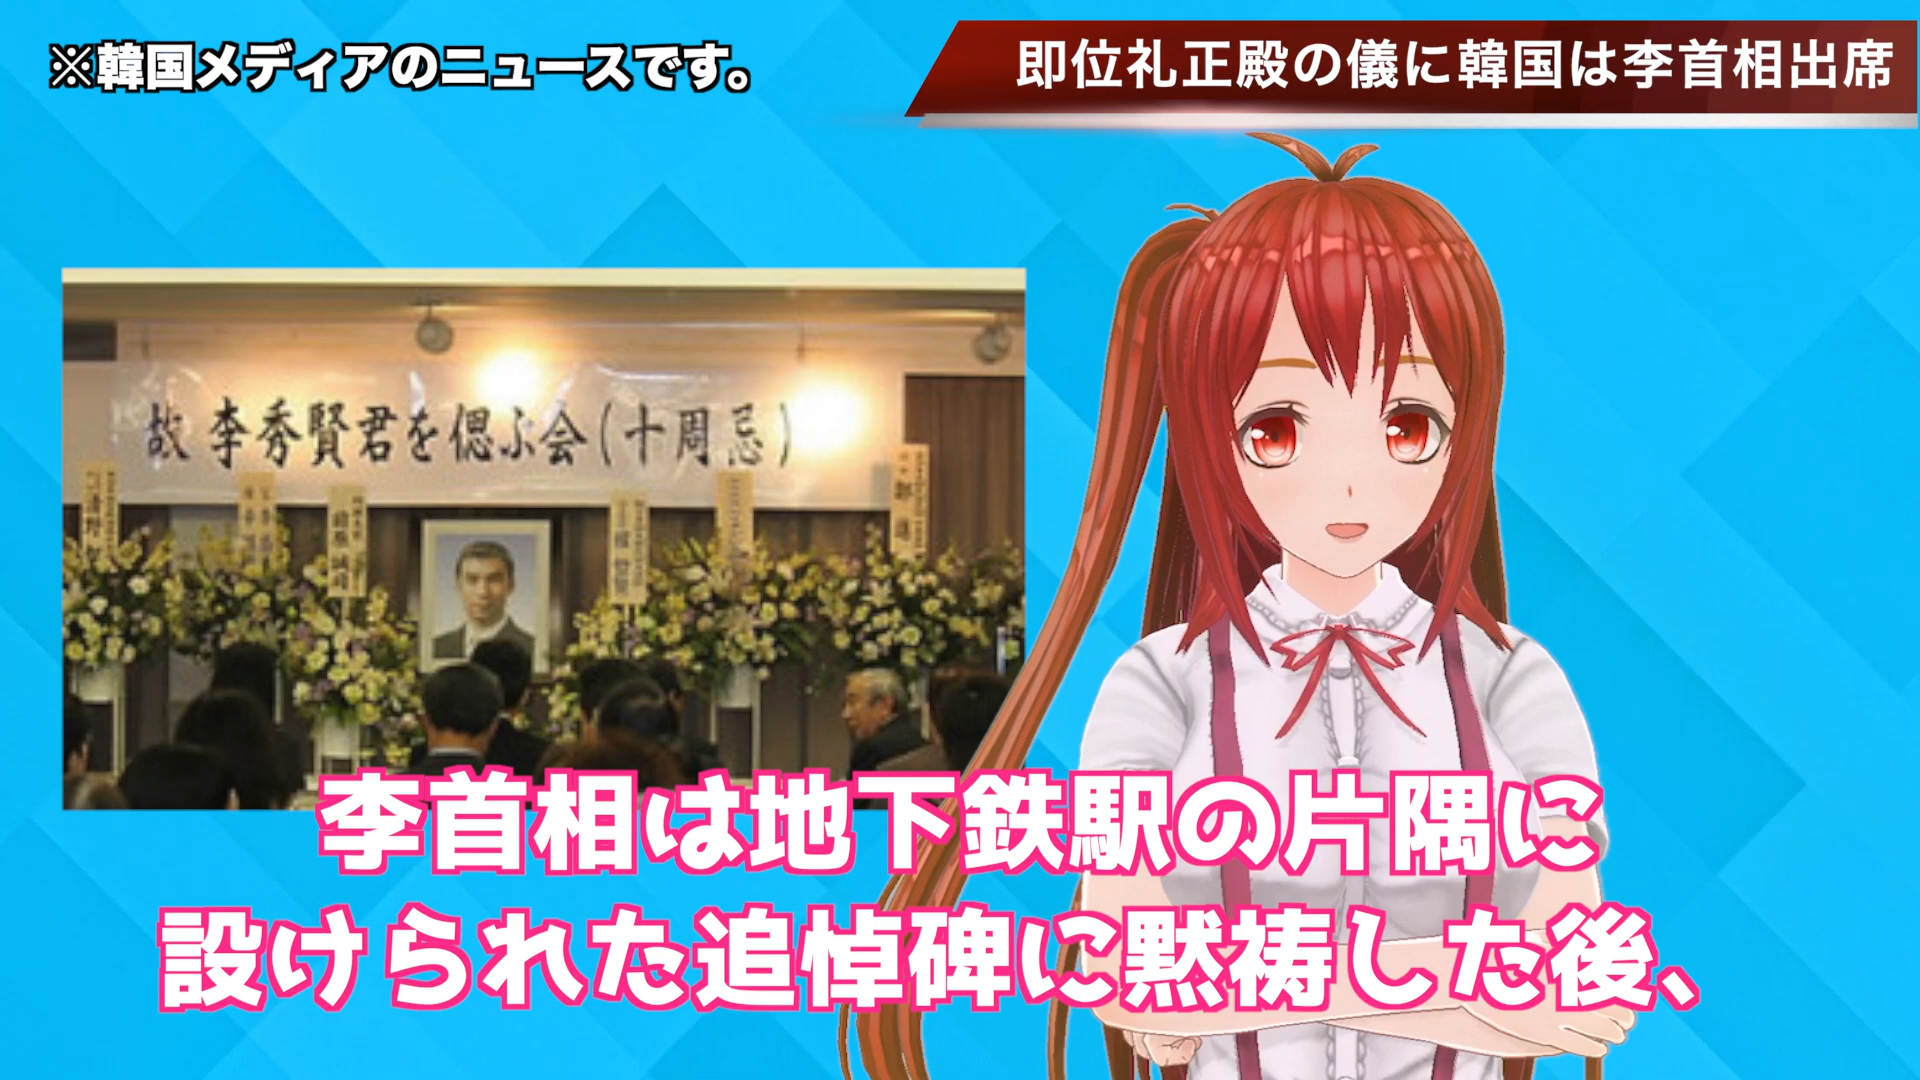 ※韓国メディアのニュースです。
即位礼正殿の儀に韓国は李首相出席
故 李秀賢君を偲ぶ会(十周忌)
李首相は地下鉄駅の片隅に
設けられた追悼碑に黙祷した後、